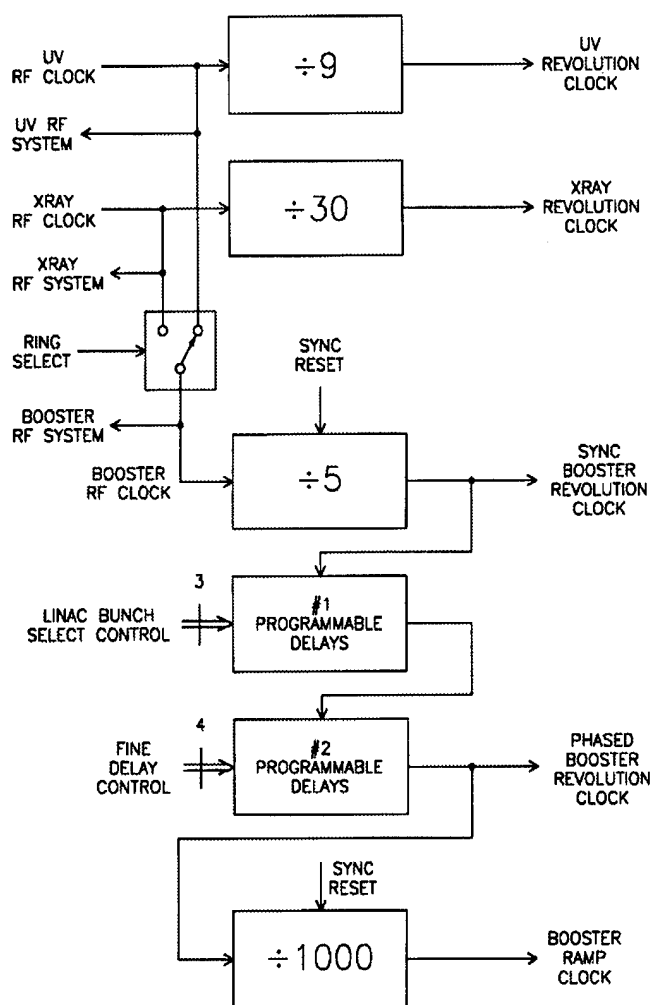 UV
RF CLOCK
÷9
UV
REVOLUTION
CLOCK
UV RF
SYSTEM
XRAY
RF CLOCK
÷30
XRAY
REVOLUTION
CLOCK
XRAY
RF SYSTEM
RING
SELECT
SYNC
RESET
BOOSTER
RF SYSTEM
BOOSTER
RF CLOCK
÷5
SYNC
BOOSTER
REVOLUTION
CLOCK
3
LINAC BUNCH
SELECT CONTROL
#1
PROGRAMMABLE
DELAYS
4
FINE
DELAY
CONTROL
#2
PROGRAMMABLE
DELAYS
PHASED
BOOSTER
REVOLUTION
CLOCK
SYNC
RESET
÷1000
BOOSTER
RAMP
CLOCK